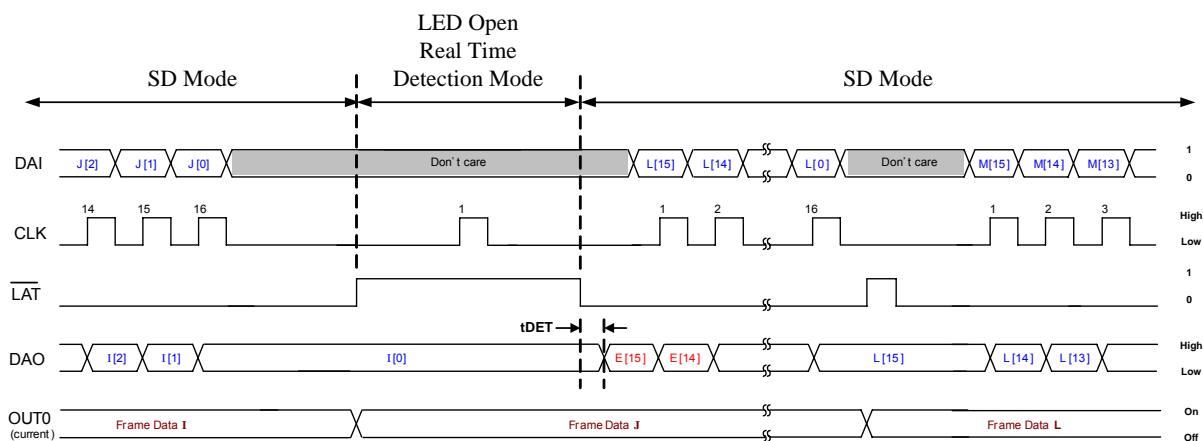 LED Open
Real Time
SD Mode Detection Mode SD Mode
DAI J [2] J [1] J [0] Don' t care L[15] L[14] L[0] Don' t care M[15] M[14] M[13] 1 0
CLK 14 15 16 1 1 2 16 1 2 3 High Low
LAT 1 0
tDET
DAO I [2] I [1] I [0] E [15] E [14] L [15] L [14] L [13] High Low
OUT0 (current) Frame Data I Frame Data J Frame Data L On Off